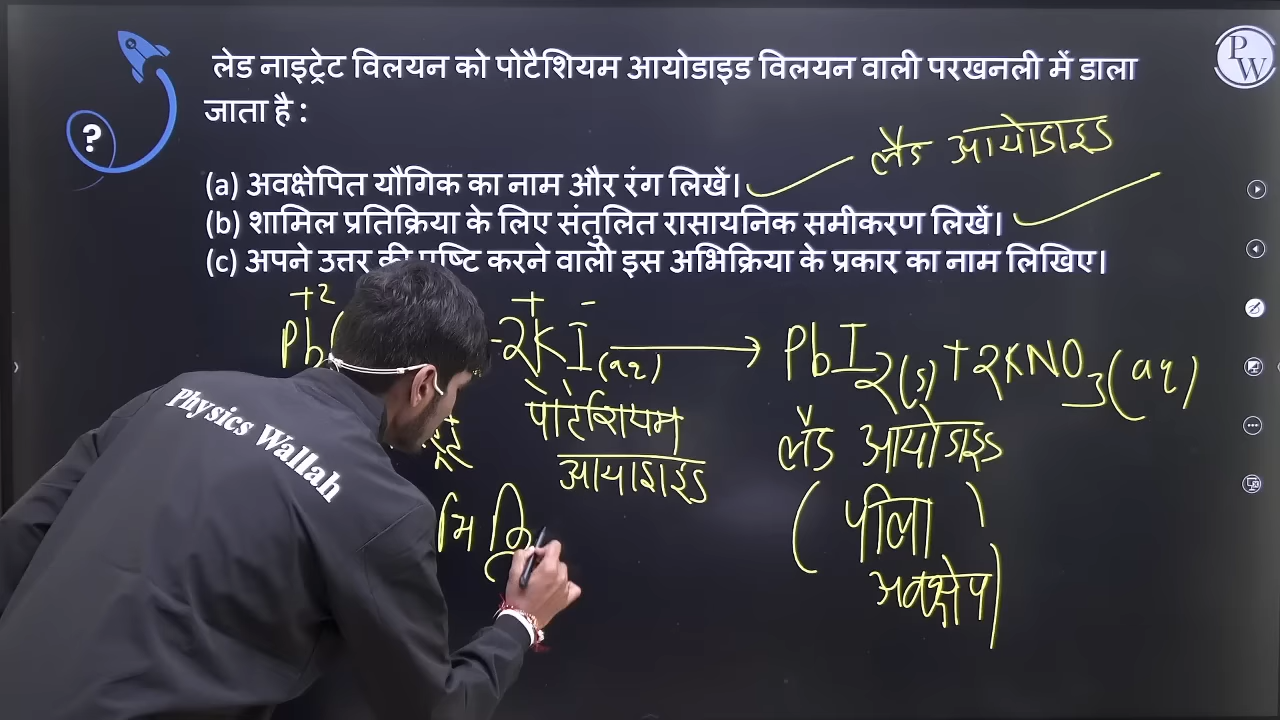 लेड नाइट्रेट विलयन को पोटैशियम आयोडाइड विलयन वाली परखनली में डाला
जाता है :
?
PW
लैड आयोडाइड
(a) अवक्षेपित यौगिक का नाम और रंग लिखें।
(b) शामिल प्रतिक्रिया के लिए संतुलित रासायनिक समीकरण लिखें।
(c) अपने उत्तर की पुष्टि करने वाली इस अभिक्रिया के प्रकार का नाम लिखिए।
+2 + -
Pb( 2KI(aq) → PbI2(s) + 2KNO3(aq)
पोटेशियम
आयोडाइड
लैड आयोडाइड
(पीला
अवक्षेप)
Physics Wallah